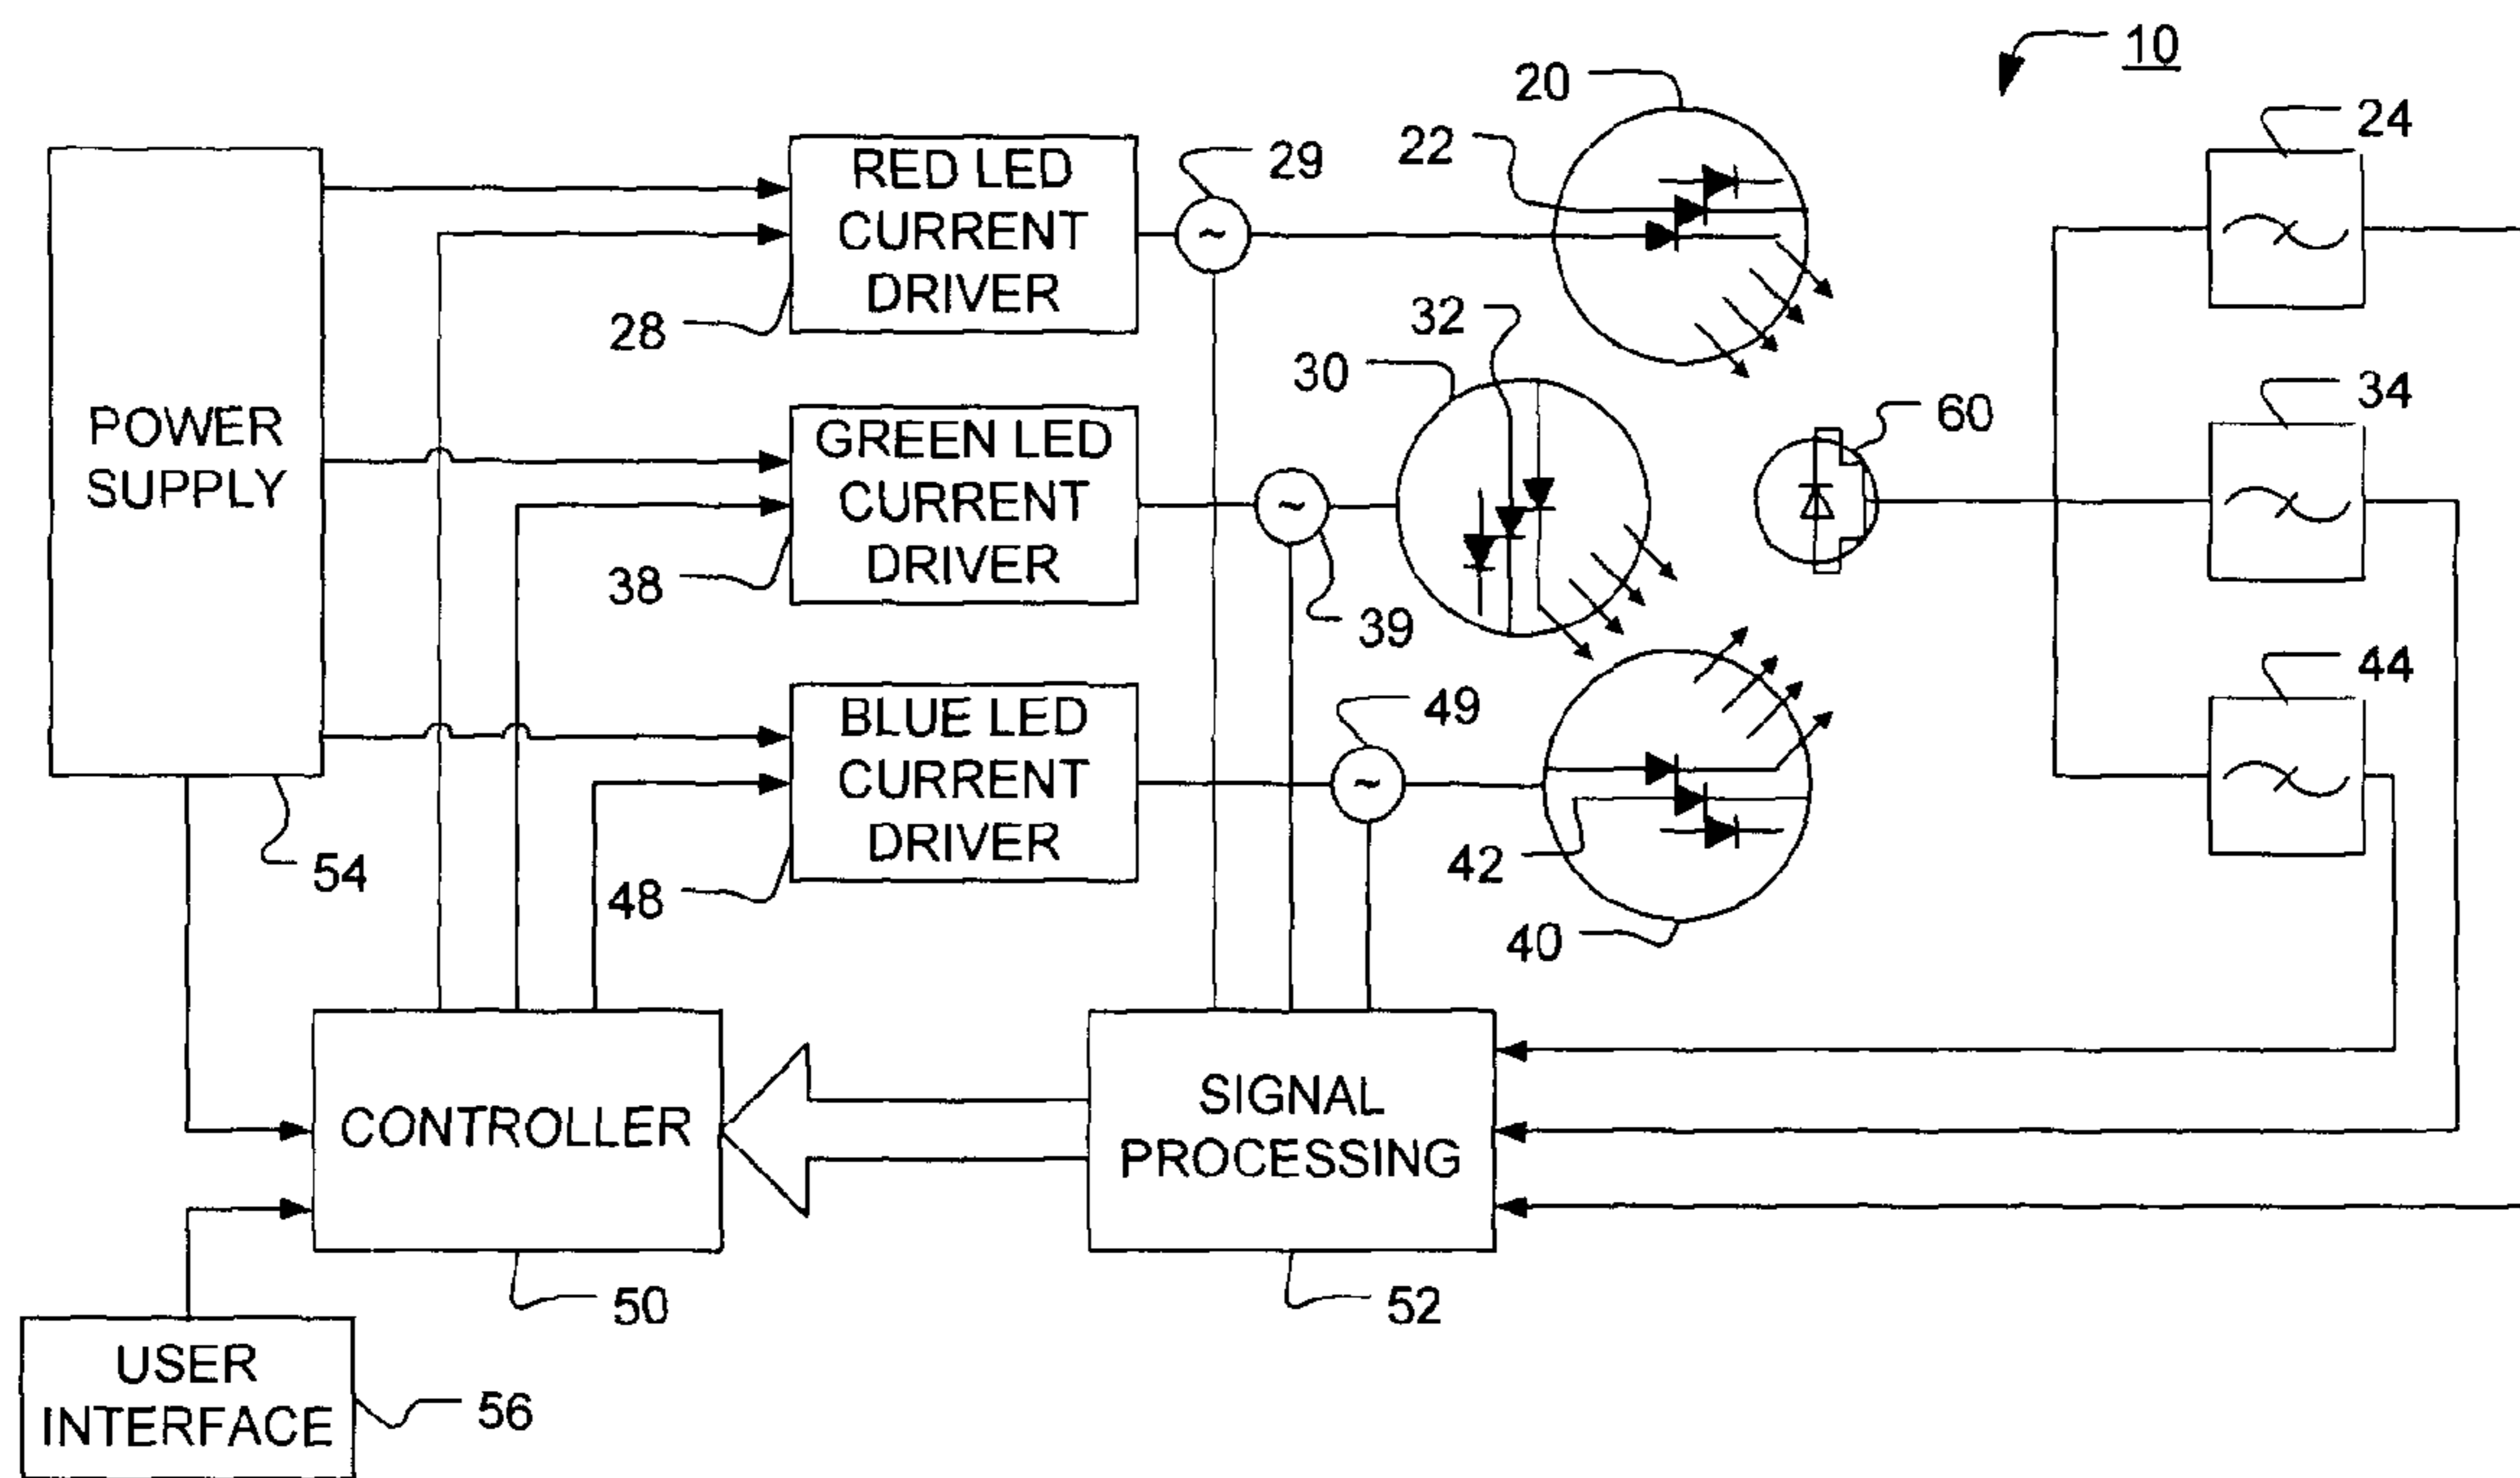 10
20
24
22
29
RED LED
CURRENT
DRIVER
28
32
30
34
60
POWER
SUPPLY
GREEN LED
CURRENT
DRIVER
38
39
44
49
BLUE LED
CURRENT
DRIVER
54
48
42
40
CONTROLLER
SIGNAL
PROCESSING
50
52
USER
INTERFACE
56
~
~
~